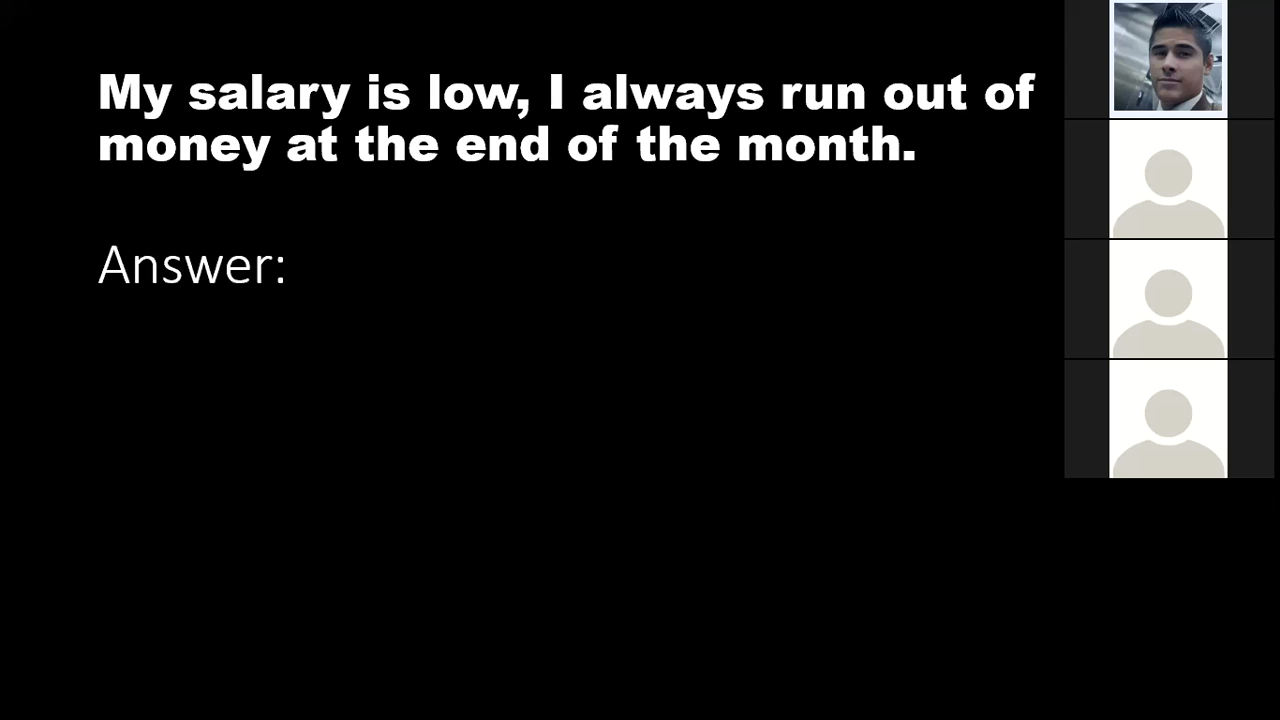 My salary is low, I always run out of
money at the end of the month.
Answer: